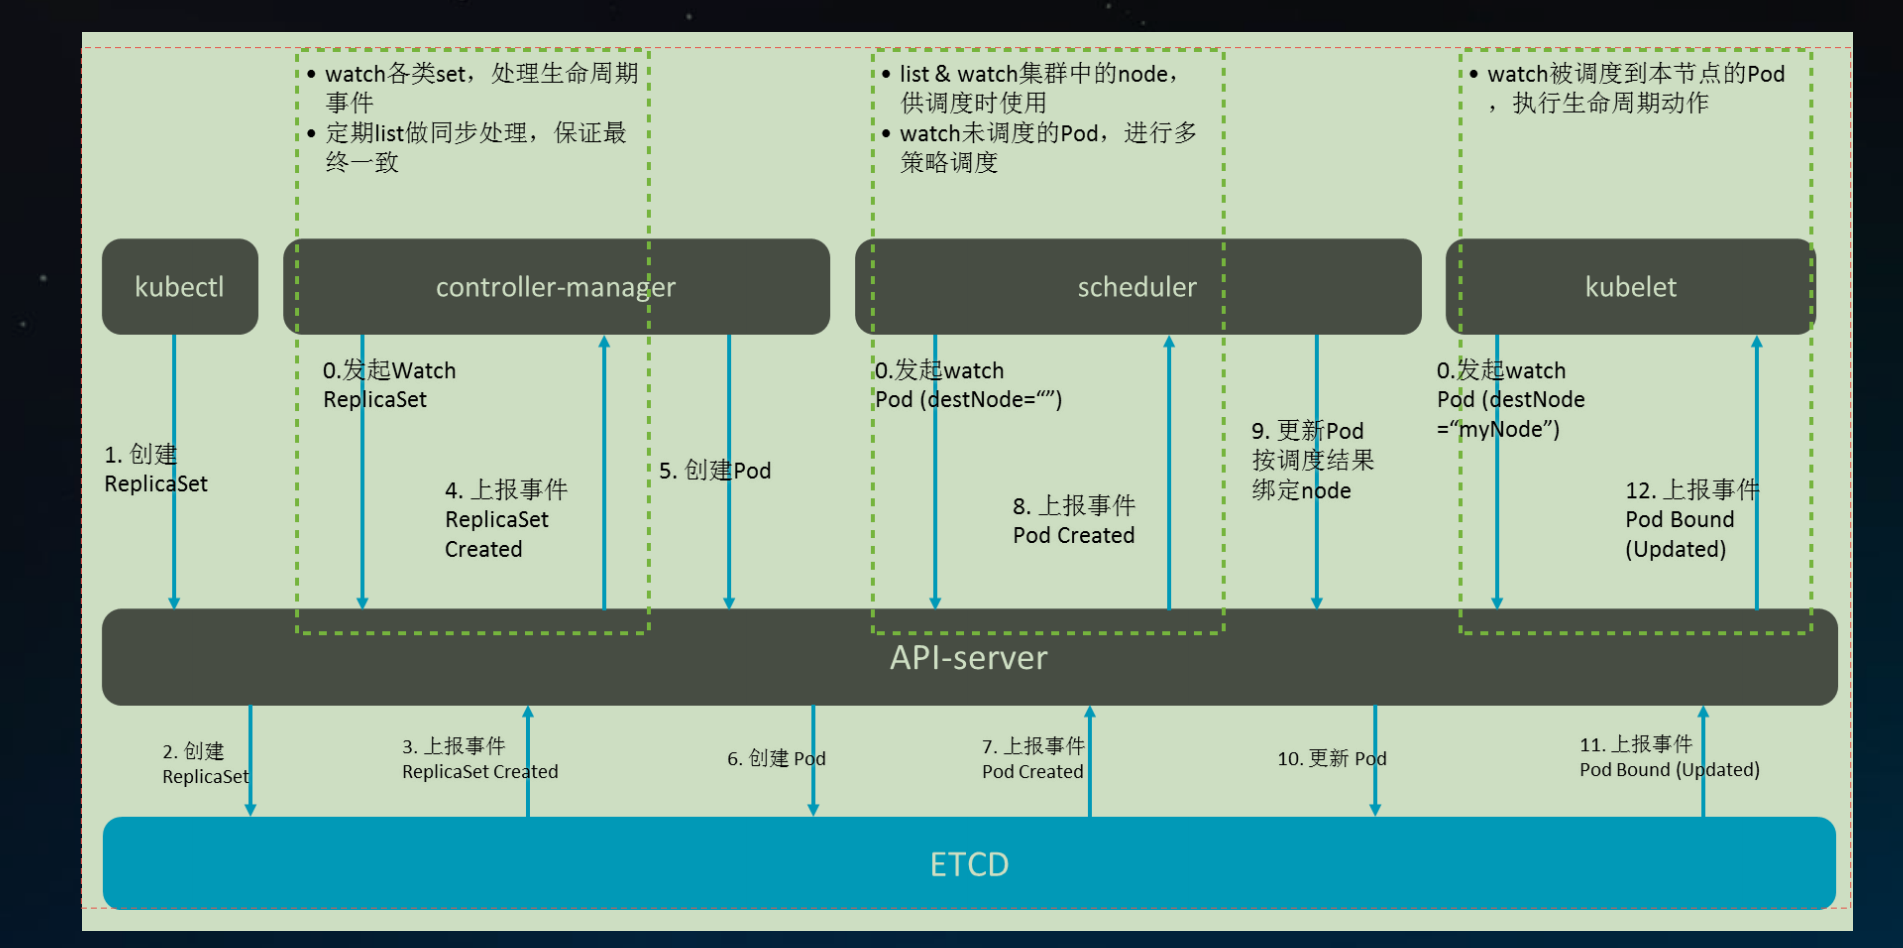 • watch各类set，处理生命周期
事件
• 定期list做同步处理，保证最
终一致
• list & watch集群中的node，
供调度时使用
• watch未调度的Pod，进行多
策略调度
• watch被调度到本节点的Pod
，执行生命周期动作
kubectl
controller-manager
scheduler
kubelet
1. 创建
ReplicaSet
0.发起Watch
ReplicaSet
4. 上报事件
ReplicaSet
Created
5. 创建Pod
0.发起watch
Pod (destNode=“”)
8. 上报事件
Pod Created
9. 更新Pod
按调度结果
绑定node
0.发起watch
Pod (destNode
=“myNode”)
12. 上报事件
Pod Bound
(Updated)
API-server
2. 创建
ReplicaSet
3. 上报事件
ReplicaSet Created
6. 创建 Pod
7. 上报事件
Pod Created
10. 更新 Pod
11. 上报事件
Pod Bound (Updated)
ETCD